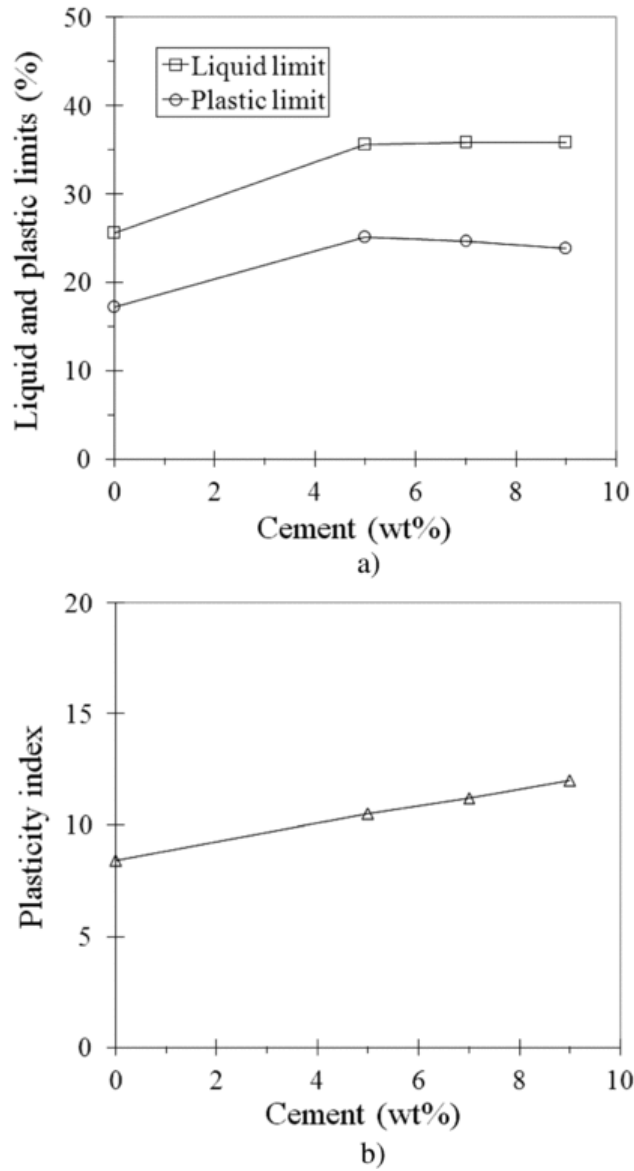 50
40
30
20
10
0
Liquid and plastic limits (%)
Liquid limit
Plastic limit
0 2 4 6 8 10
Cement (wt%)
a)
20
15
10
5
0
Plasticity index
0 2 4 6 8 10
Cement (wt%)
b)